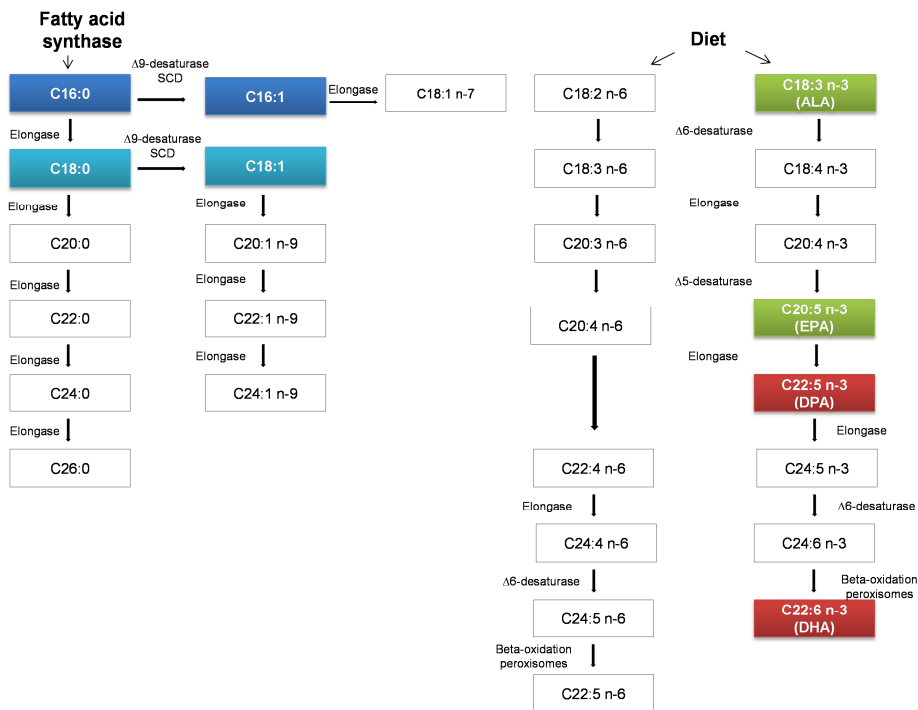 Fatty acid
synthase
Diet
Δ9-desaturase
SCD
C16:0
C16:1
Elongase
C18:1 n-7
C18:2 n-6
C18:3 n-3
(ALA)
Elongase
Δ9-desaturase
SCD
Δ6-desaturase
C18:0
C18:1
C18:3 n-6
C18:4 n-3
Elongase
Elongase
Elongase
C20:0
C20:1 n-9
C20:3 n-6
C20:4 n-3
Elongase
Elongase
Δ5-desaturase
C22:0
C22:1 n-9
C20:4 n-6
C20:5 n-3
(EPA)
Elongase
Elongase
Elongase
C24:0
C24:1 n-9
C22:5 n-3
(DPA)
Elongase
Elongase
C26:0
C22:4 n-6
C24:5 n-3
Elongase
Δ6-desaturase
C24:4 n-6
C24:6 n-3
Δ6-desaturase
Beta-oxidation
peroxisomes
C24:5 n-6
C22:6 n-3
(DHA)
Beta-oxidation
peroxisomes
C22:5 n-6